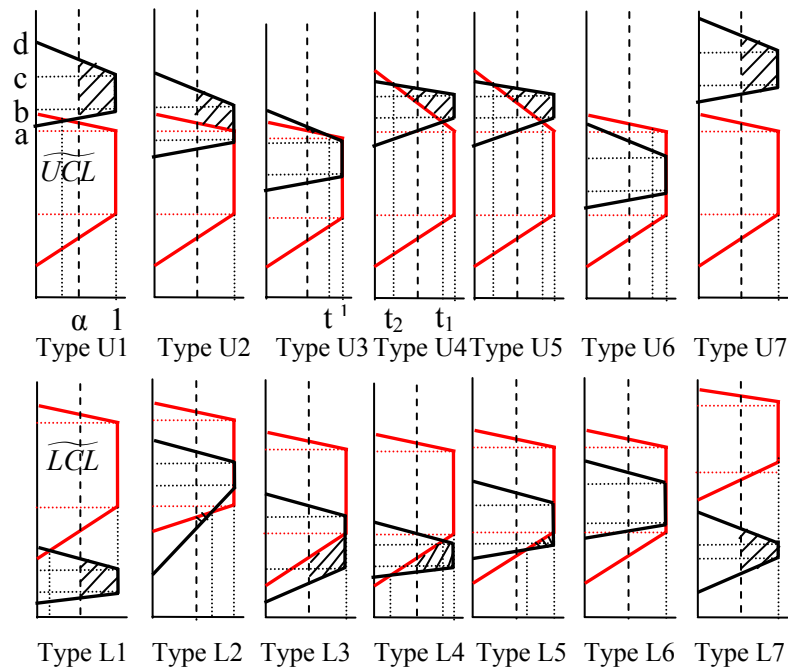 d
c
b
a
UCL
α 1 t 1 t2 t1
Type U1 Type U2 Type U3 Type U4 Type U5 Type U6 Type U7
LCL
Type L1 Type L2 Type L3 Type L4 Type L5 Type L6 Type L7